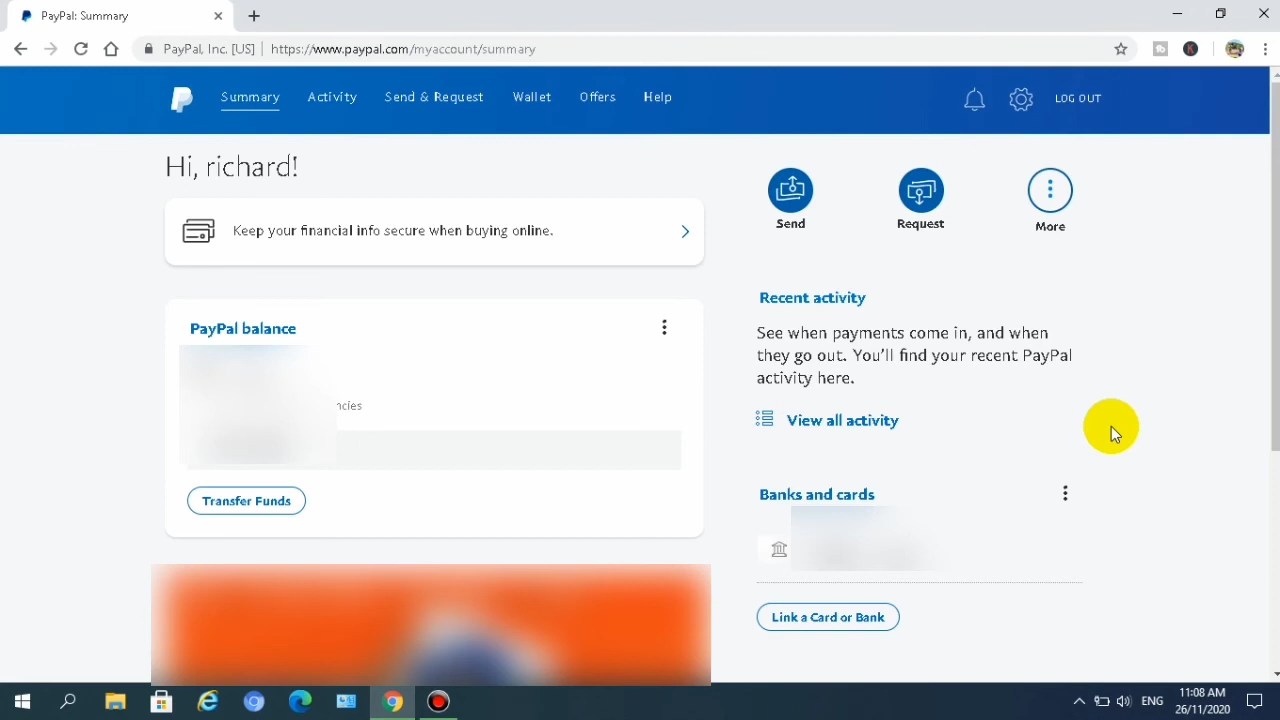 PayPal: Summary
PayPal, Inc. [US]
https://www.paypal.com/myaccount/summary
Summary
Activity
Send & Request
Wallet
Offers
Help
LOG OUT
Hi, richard!
Keep your financial info secure when buying online.
Send
Request
More
PayPal balance
ncies
Transfer Funds
Recent activity
See when payments come in, and when
they go out. You'll find your recent PayPal
activity here.
View all activity
Banks and cards
Link a Card or Bank
ENG
11:08 AM
26/11/2020